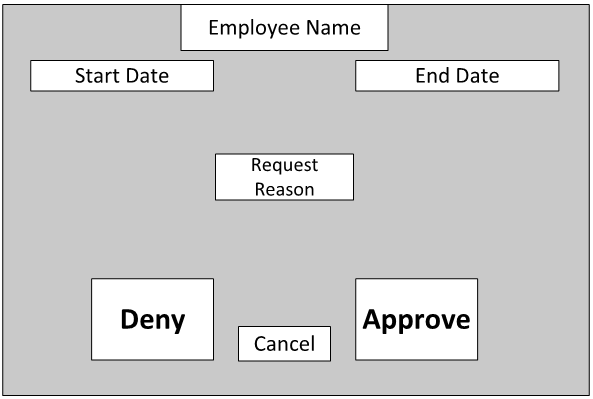 Employee Name
Start Date
End Date
Request
Reason
Deny
Approve
Cancel